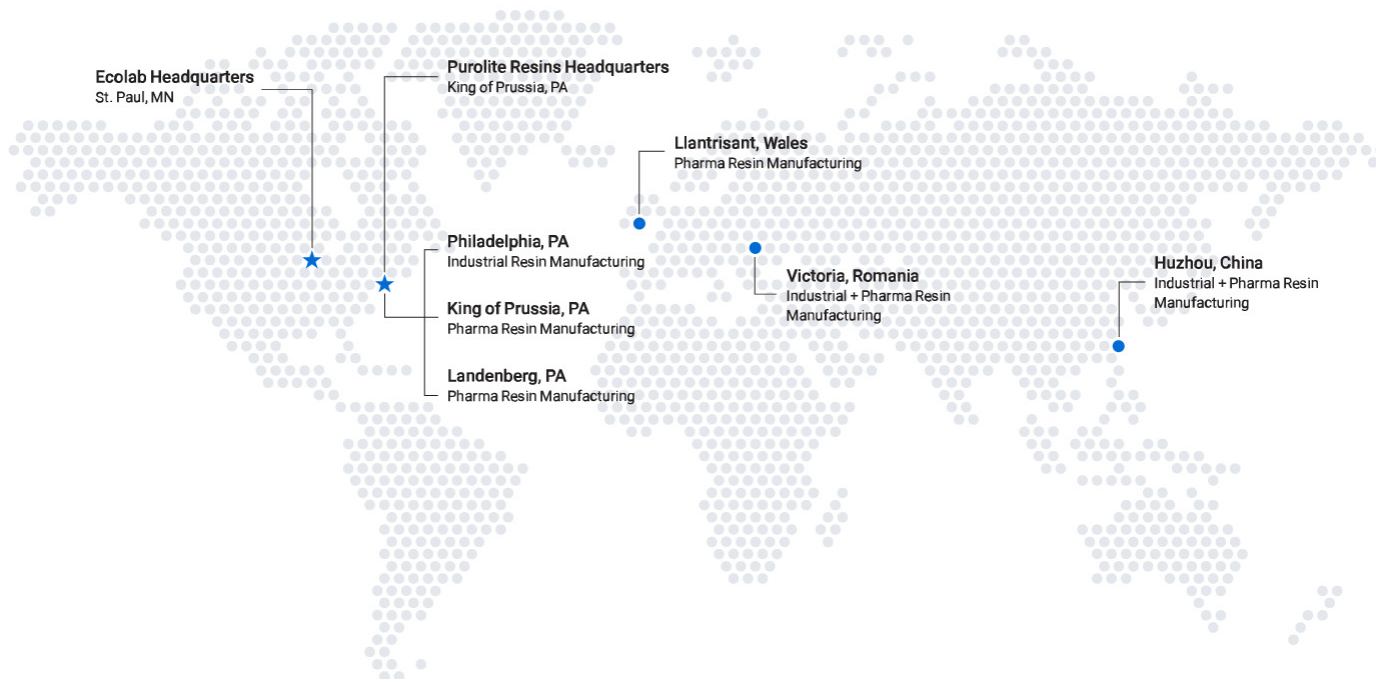 Ecolab Headquarters
St. Paul, MN
Purolite Resins Headquarters
King of Prussia, PA
Llantrisant, Wales
Pharma Resin Manufacturing
Philadelphia, PA
Industrial Resin Manufacturing
King of Prussia, PA
Pharma Resin Manufacturing
Landenberg, PA
Pharma Resin Manufacturing
Victoria, Romania
Industrial + Pharma Resin
Manufacturing
Huzhou, China
Industrial + Pharma Resin
Manufacturing